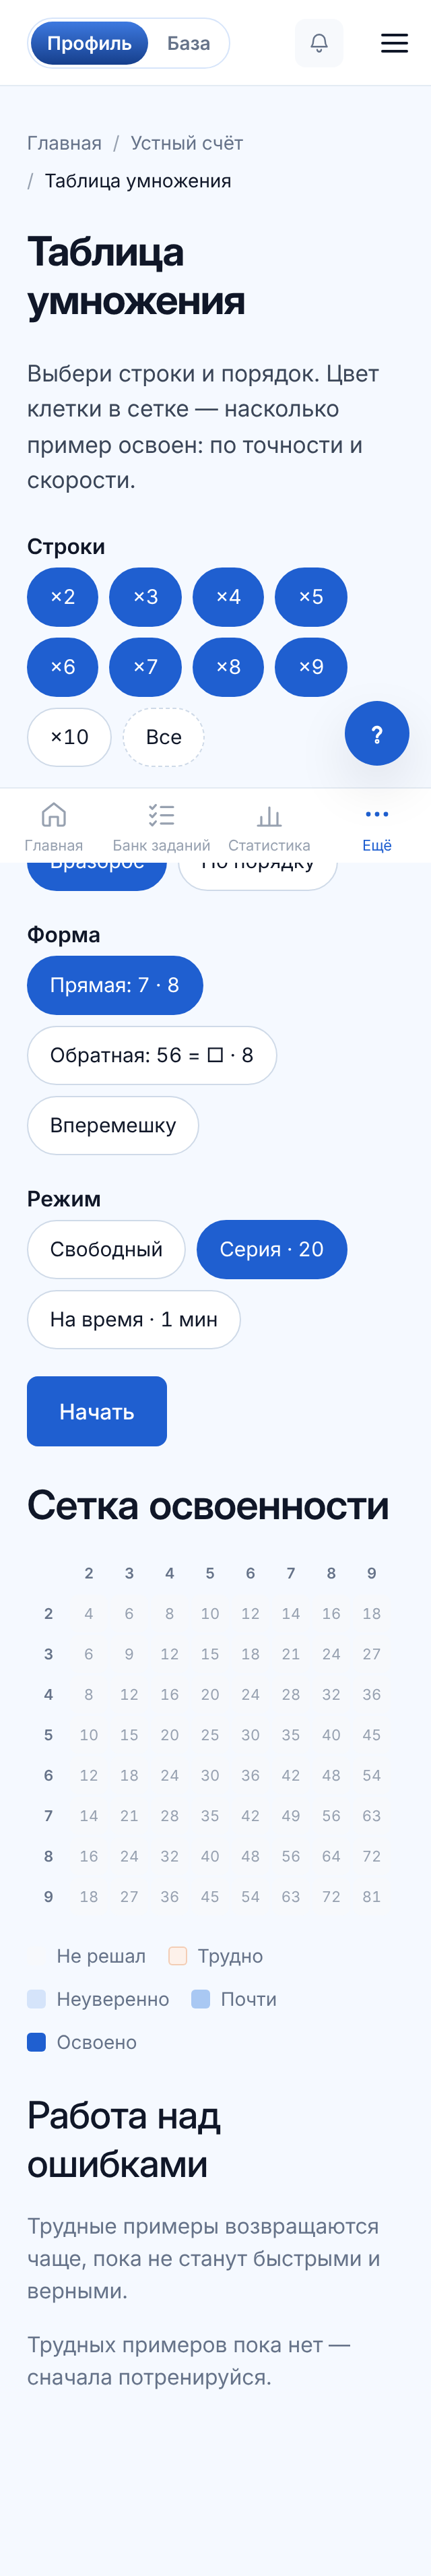 Профиль База
Главная / Устный счёт
/ Таблица умножения
Таблица
умножения
Выбери строки и порядок. Цвет
клетки в сетке — насколько
пример освоен: по точности и
скорости.
Строки
×2 ×3 ×4 ×5
×6 ×7 ×8 ×9
×10 Все ?
Главная Банк заданий Статистика Ещё
Вразброс По порядку
Форма
Прямая: 7 · 8
Обратная: 56 = □ · 8
Вперемешку
Режим
Свободный Серия · 20
На время · 1 мин
Начать
Сетка освоенности
2 3 4 5 6 7 8 9
2 4 6 8 10 12 14 16 18
3 6 9 12 15 18 21 24 27
4 8 12 16 20 24 28 32 36
5 10 15 20 25 30 35 40 45
6 12 18 24 30 36 42 48 54
7 14 21 28 35 42 49 56 63
8 16 24 32 40 48 56 64 72
9 18 27 36 45 54 63 72 81
Не решал Трудно
Неуверенно Почти
Освоено
Работа над
ошибками
Трудные примеры возвращаются
чаще, пока не станут быстрыми и
верными.
Трудных примеров пока нет —
сначала потренируйся.